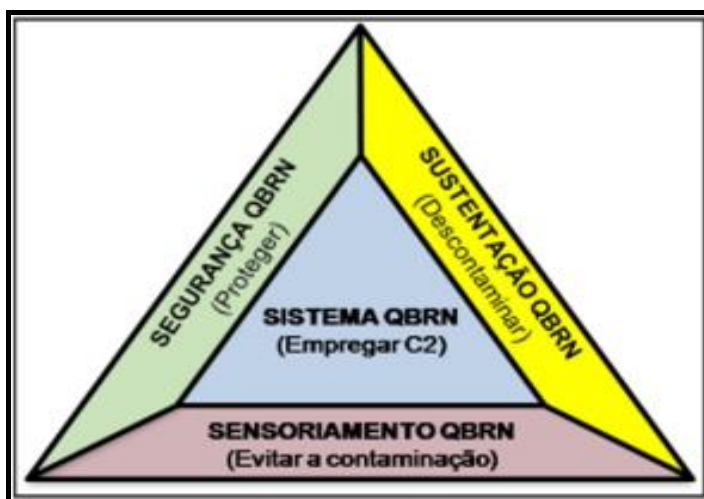 SEGURANÇA QBRN
(Proteger)
SUSTENTAÇÃO QBRN
(Descontaminar)
SISTEMA QBRN
(Empregar C2)
SENSORIAMENTO QBRN
(Evitar a contaminação)